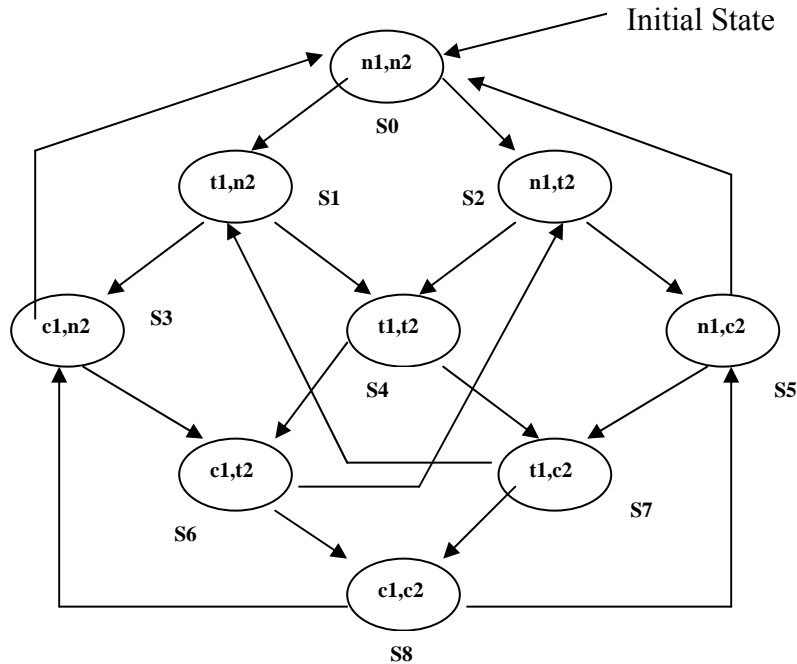 Initial State
n1,n2
S0
t1,n2
S1
S2
n1,t2
c1,n2
S3
t1,t2
S4
n1,c2
S5
c1,t2
S6
t1,c2
S7
c1,c2
S8